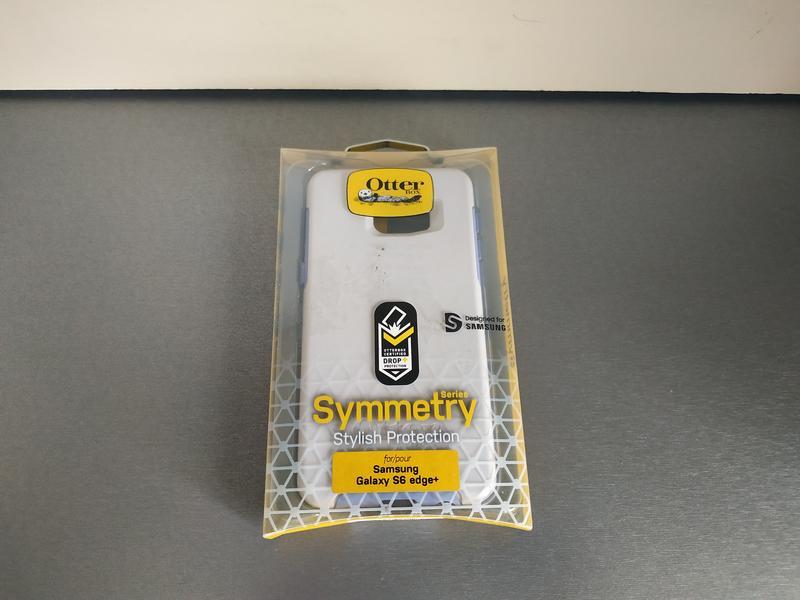 Otter
BOX
Designed for
SAMSUNG
OTTERBOX
CERTIFIED
DROP+
PROTECTION
Symmetry
Series
Stylish Protection
for/pour
Samsung
Galaxy S6 edge+